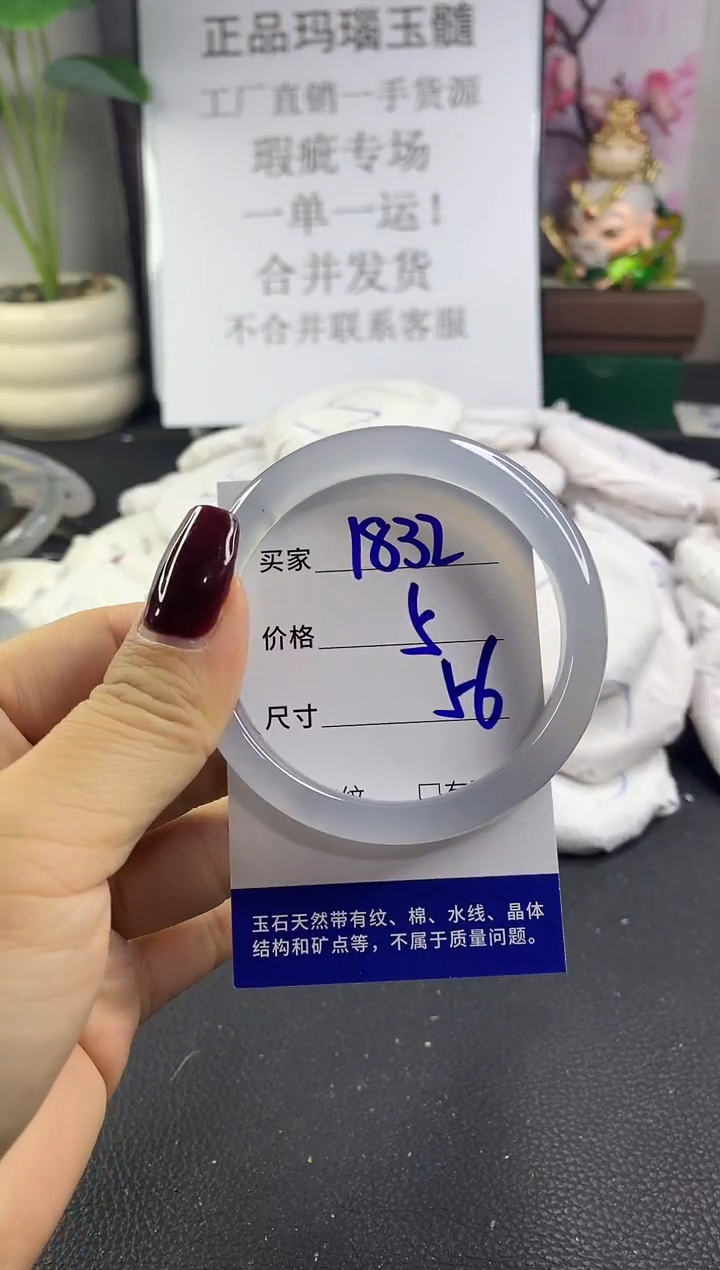 正品玛瑙玉髓
工厂直销一手货源
瑕疵专场
一单一运!
合并发货
不合并联系客服
买家 1832
价格 5
尺寸 56
纹 □有
玉石天然带有纹、棉、水线、晶体
结构和矿点等，不属于质量问题。